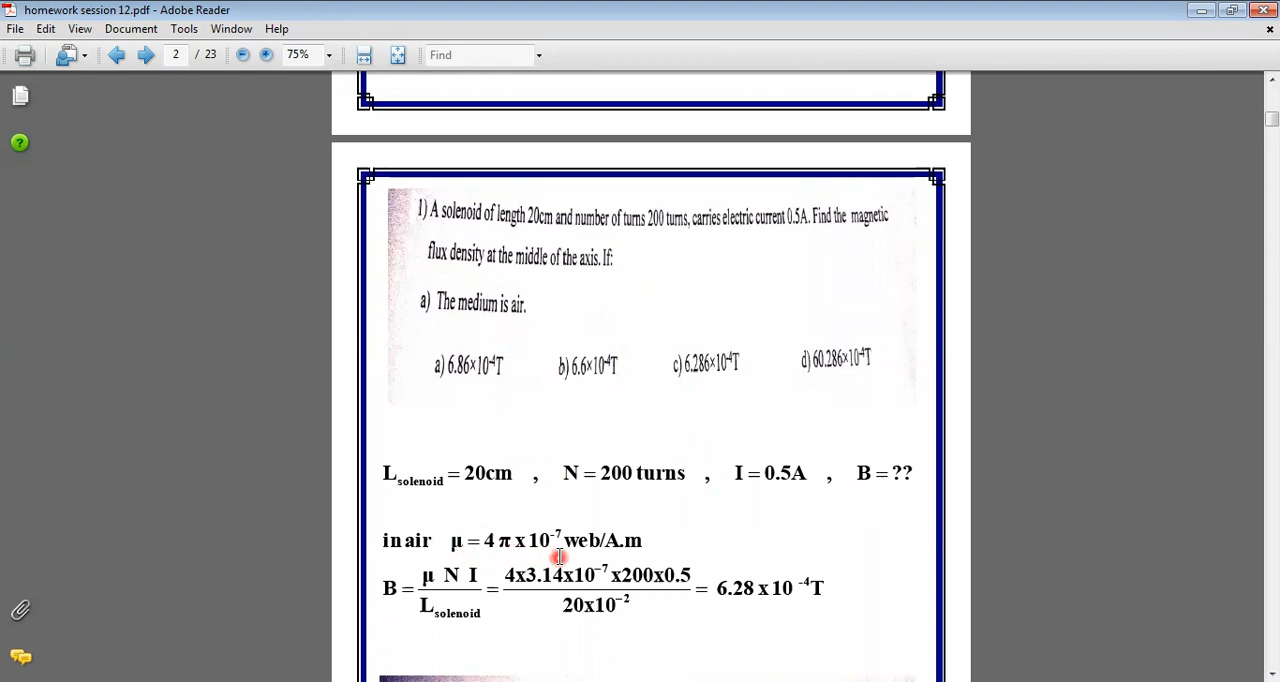 homework session 12.pdf - Adobe Reader
File Edit View Document Tools Window Help
2 / 23 75% Find
1) A solenoid of length 20cm and number of turns 200 turns, carries electric current 0.5A. Find the magnetic
flux density at the middle of the axis. If:
a) The medium is air.
a) 6.86×10⁻⁴T b) 6.6×10⁻⁴T c) 6.286×10⁻⁴T d) 60.286×10⁻⁴T
L_solenoid = 20cm , N = 200 turns , I = 0.5A , B = ??
in air μ = 4 π x 10⁻⁷ web/A.m
B = μ N I / L_solenoid = 4x3.14x10⁻⁷ x200x0.5 / 20x10⁻² = 6.28 x 10 ⁻⁴T